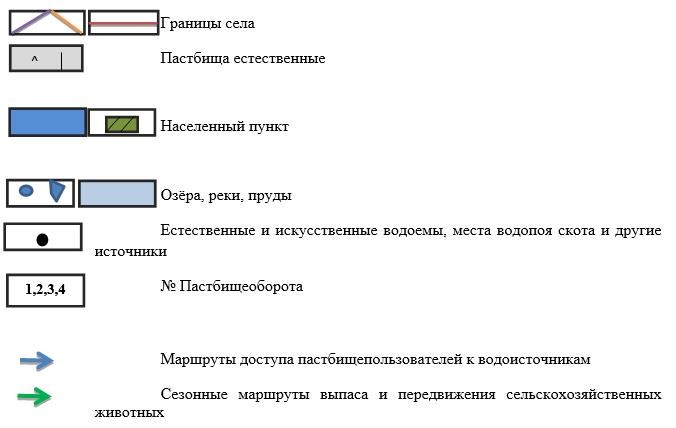 Границы села
^ | Пастбища естественные
Населенный пункт
Озёра, реки, пруды
Естественные и искусственные водоемы, места водопоя скота и другие
источники
1,2,3,4 № Пастбищеоборота
Маршруты доступа пастбищепользователей к водоисточникам
Сезонные маршруты выпаса и передвижения сельскохозяйственных
животных